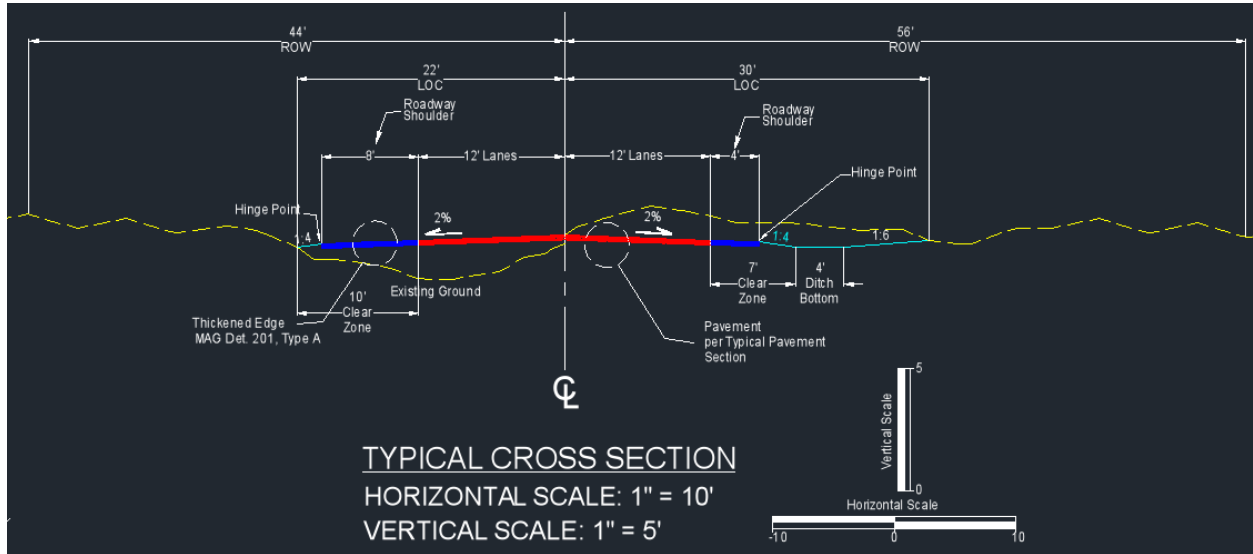 44'
ROW
56'
ROW
22'
LOC
30'
LOC
Roadway
Shoulder
Roadway
Shoulder
8'
12' Lanes
12' Lanes
4'
Hinge Point
Hinge Point
2%
2%
1:4
1:4
1:6
10'
Clear
Zone
Existing Ground
7'
Clear
Zone
4'
Ditch
Bottom
Thickened Edge
MAG Det. 201, Type A
Pavement
per Typical Pavement
Section
CL
TYPICAL CROSS SECTION
HORIZONTAL SCALE: 1" = 10'
VERTICAL SCALE: 1" = 5'
5
Vertical Scale
0
Horizontal Scale
-10
0
10